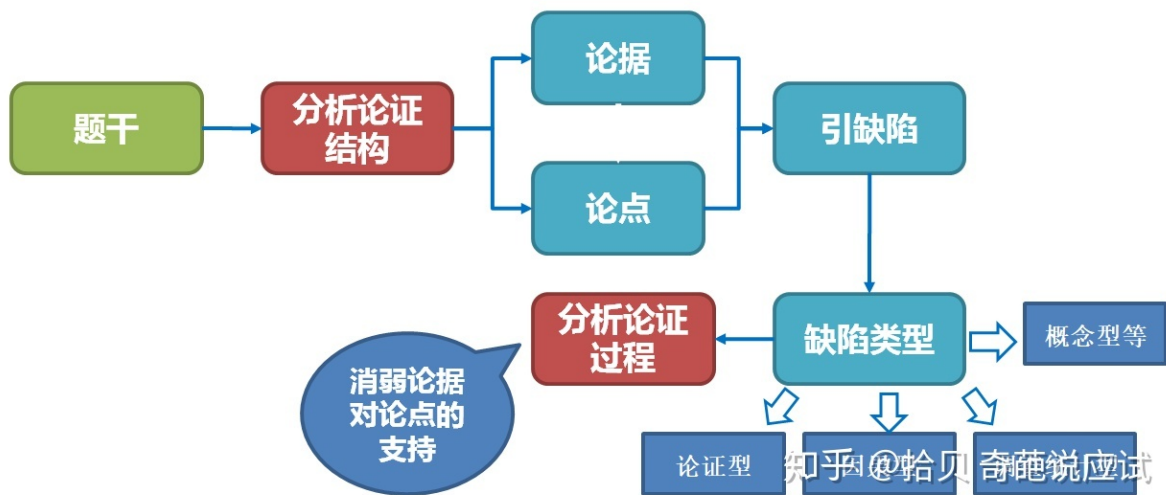 题干
分析论证
结构
论据
论点
引缺陷
缺陷类型
分析论证
过程
消弱论据
对论点的
支持
概念型等
论证型
知乎 @拾贝 奇葩说应试